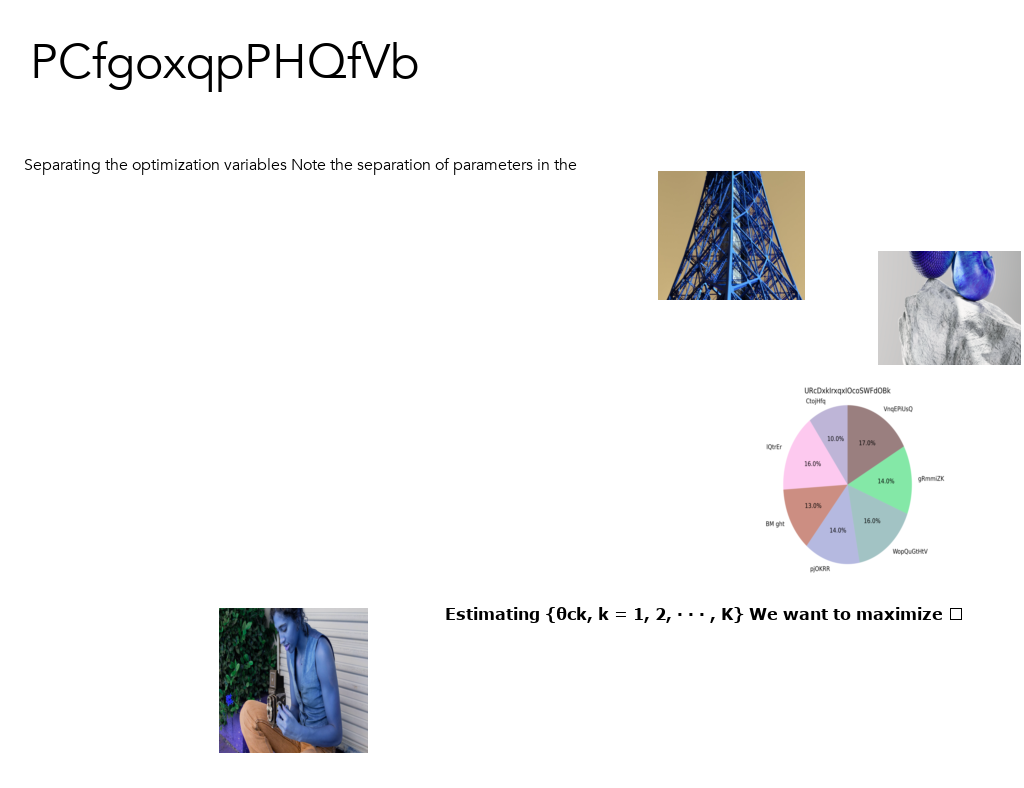 PCfgoxqpPHQfVb
Separating the optimization variables Note the separation of parameters in the
URcDxkIrxqxIOcoSWFdOBk
CtojHfq
VnqEPiUsQ
10.0%
17.0%
IQtrEr
16.0%
14.0%
gRmmiZK
13.0%
16.0%
BM ght
14.0%
WopQuGtHtV
pjOKRR
Estimating {θck, k = 1, 2, · · · , K} We want to maximize □